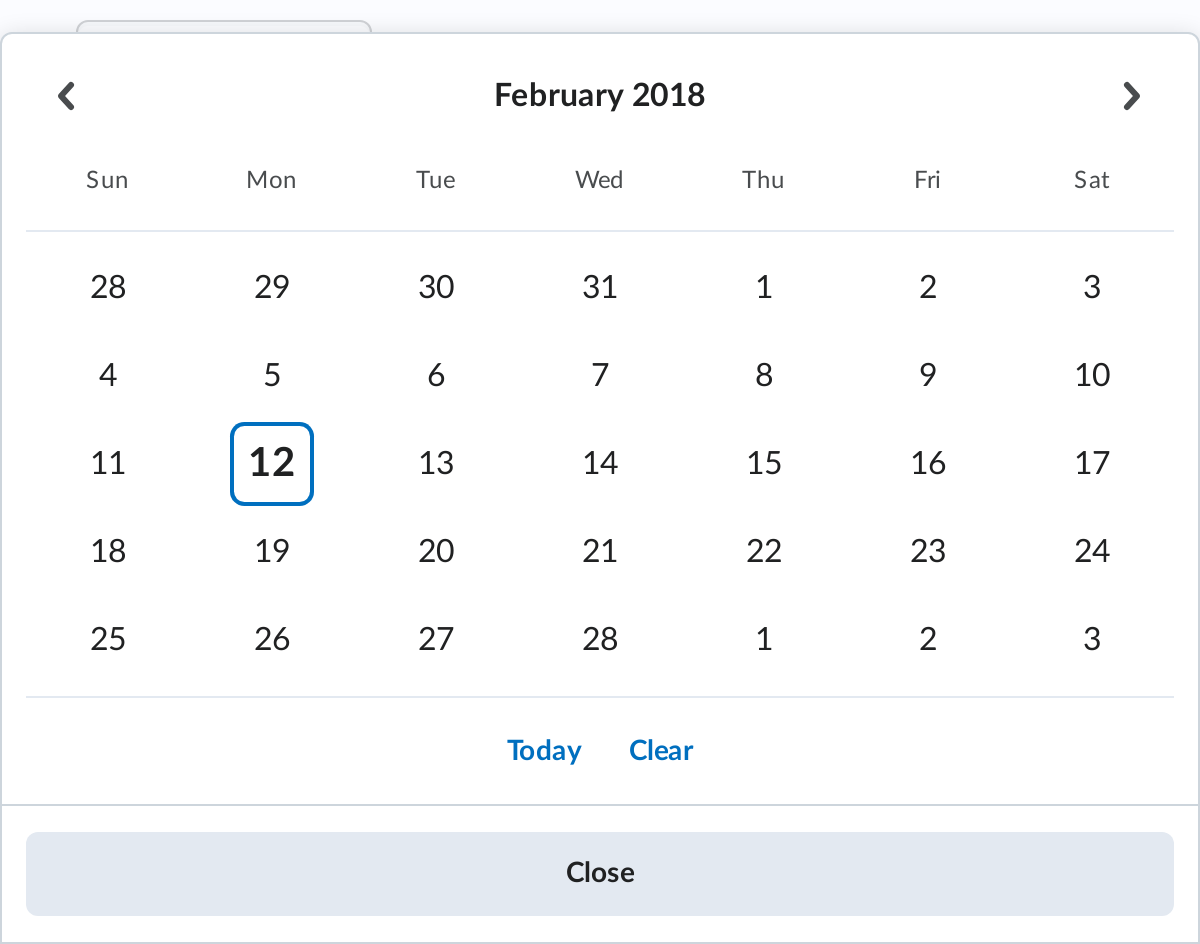 February 2018
Sun Mon Tue Wed Thu Fri Sat
28 29 30 31 1 2 3
4 5 6 7 8 9 10
11 12 13 14 15 16 17
18 19 20 21 22 23 24
25 26 27 28 1 2 3
Today Clear
Close